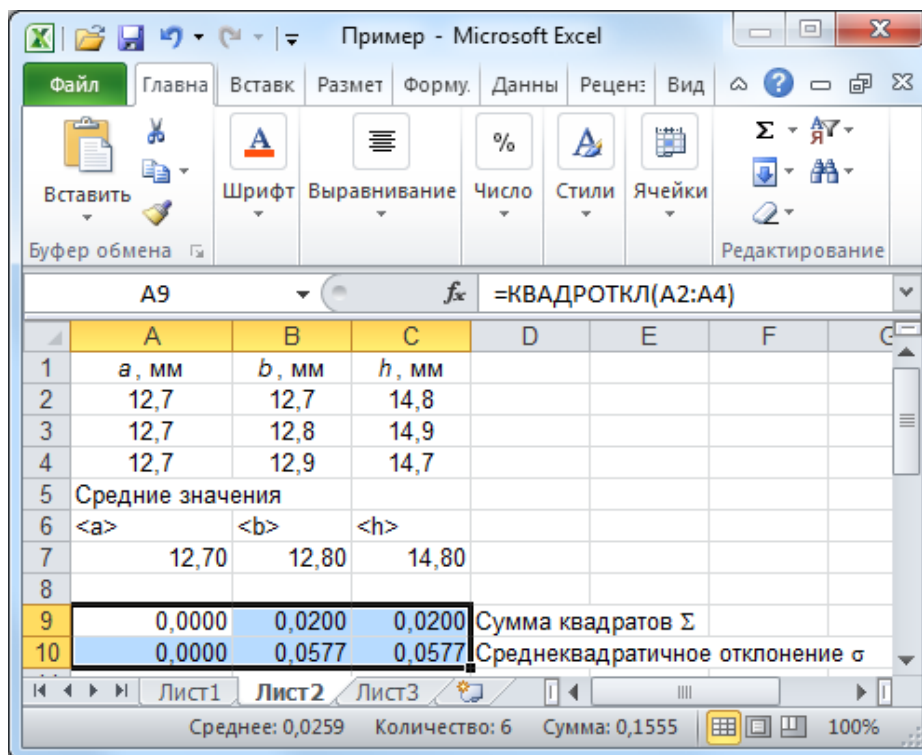 Пример - Microsoft Excel
Файл Главна Вставк Размет Форму. Данны Реценз Вид
Вставить Шрифт Выравнивание Число Стили Ячейки
Буфер обмена Редактирование
A9 fx =КВАДРОТКЛ(A2:A4)
A B C D E F G
1 a, мм b, мм h, мм
2 12,7 12,7 14,8
3 12,7 12,8 14,9
4 12,7 12,9 14,7
5 Средние значения
6 <a> <b> <h>
7 12,70 12,80 14,80
8
9 0,0000 0,0200 0,0200 Сумма квадратов Σ
10 0,0000 0,0577 0,0577 Среднеквадратичное отклонение σ
Лист1 Лист2 Лист3
Среднее: 0,0259 Количество: 6 Сумма: 0,1555 100%